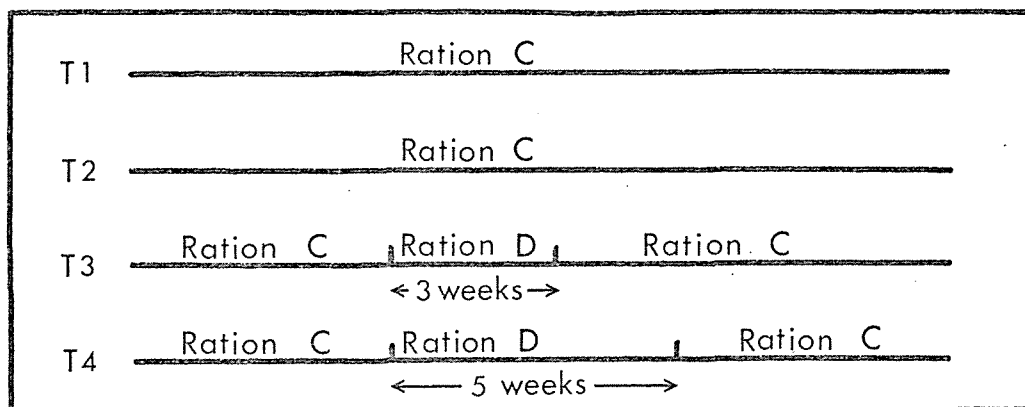 Ration C
T1
Ration C
T2
Ration C Ration D Ration C
T3
3 weeks
Ration C Ration D Ration C
T4
5 weeks